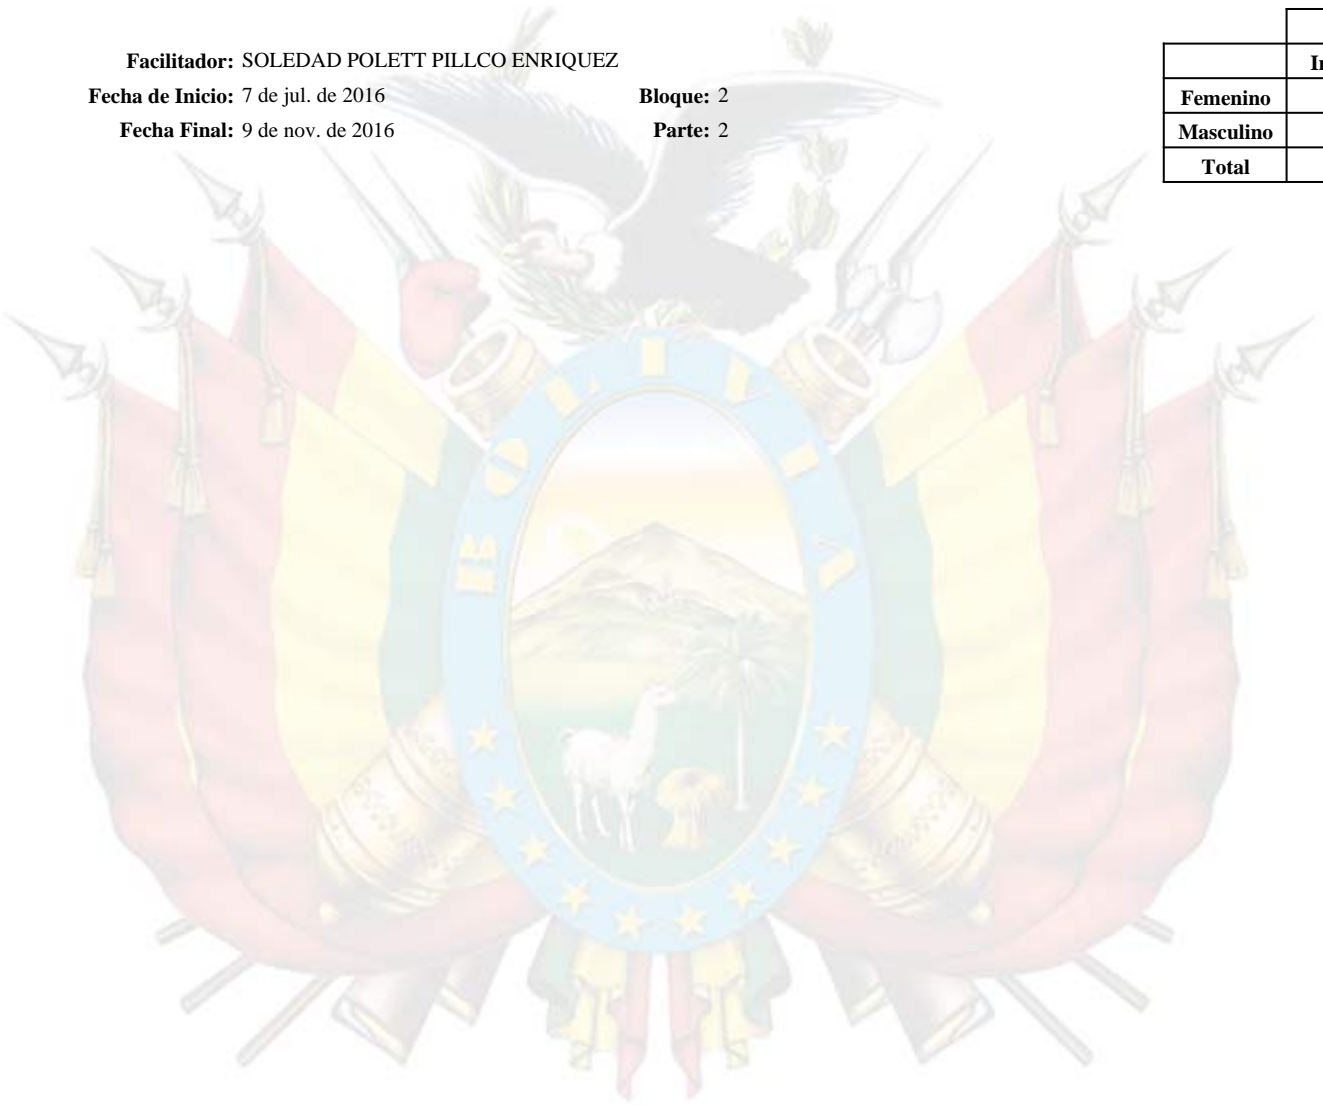 Facilitador: SOLEDAD POLETT PILLCO ENRIQUEZ
Fecha de Inicio: 7 de jul. de 2016 Bloque: 2
Fecha Final: 9 de nov. de 2016 Parte: 2
Femenino
Masculino
Total
BOLIVIA